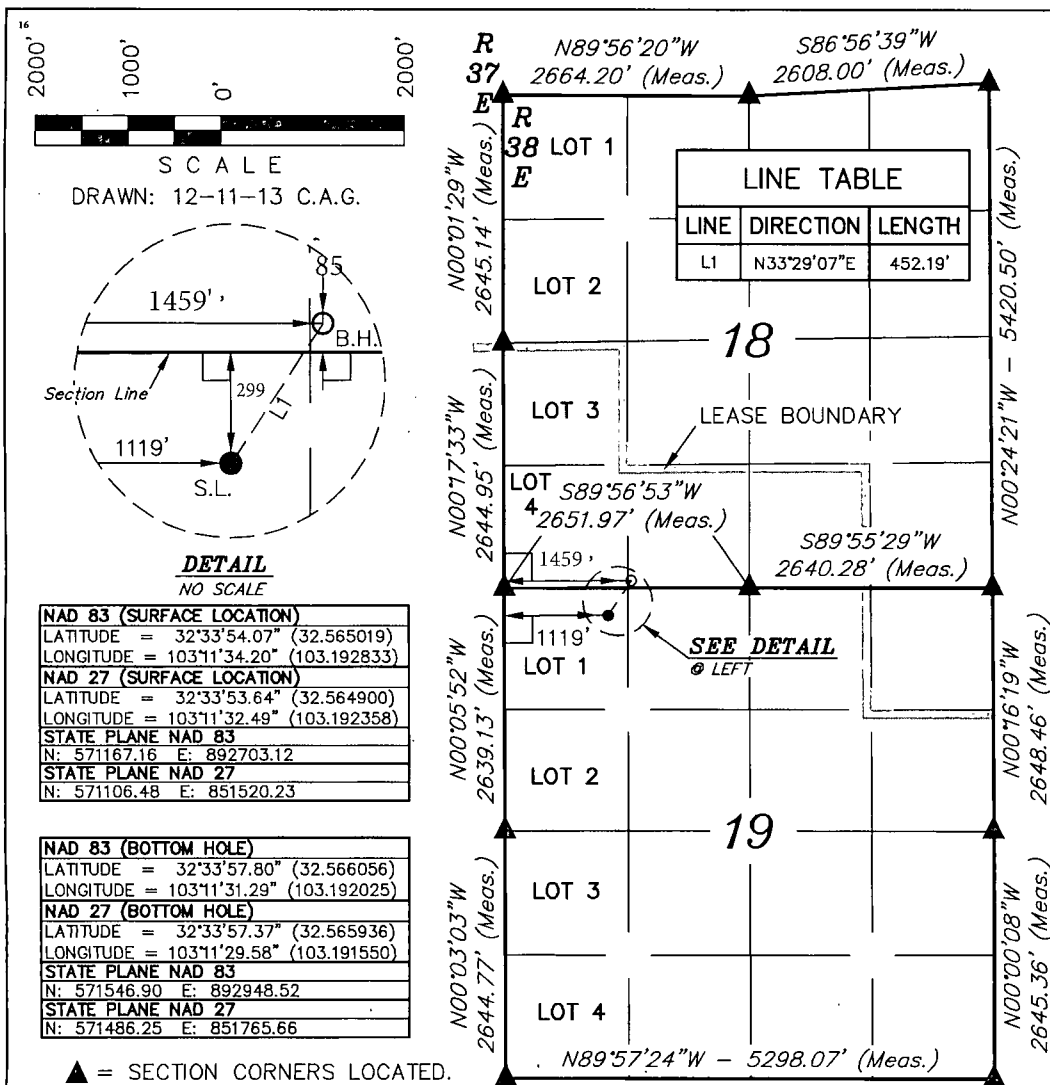 16
2000'
1000'
0'
2000'
SCALE
DRAWN: 12-11-13 C.A.G.
85'
1459'
B.H.
Section Line
299
L1
1119'
S.L.
DETAIL
NO SCALE
NAD 83 (SURFACE LOCATION)
LATITUDE = 32°33'54.07" (32.565019)
LONGITUDE = 103°11'34.20" (103.192833)
NAD 27 (SURFACE LOCATION)
LATITUDE = 32°33'53.64" (32.564900)
LONGITUDE = 103°11'32.49" (103.192358)
STATE PLANE NAD 83
N: 571167.16 E: 892703.12
STATE PLANE NAD 27
N: 571106.48 E: 851520.23
NAD 83 (BOTTOM HOLE)
LATITUDE = 32°33'57.80" (32.566056)
LONGITUDE = 103°11'31.29" (103.192025)
NAD 27 (BOTTOM HOLE)
LATITUDE = 32°33'57.37" (32.565936)
LONGITUDE = 103°11'29.58" (103.191550)
STATE PLANE NAD 83
N: 571546.90 E: 892948.52
STATE PLANE NAD 27
N: 571486.25 E: 851765.66
▲ = SECTION CORNERS LOCATED.
R
37
E
R
38
E
N89°56'20"W
2664.20' (Meas.)
S86°56'39"W
2608.00' (Meas.)
LOT 1
LINE TABLE
LINE DIRECTION LENGTH
L1 N33°29'07"E 452.19'
N00°01'29"W
2645.14' (Meas.)
LOT 2
18
N00°24'21"W - 5420.50' (Meas.)
LOT 3
LEASE BOUNDARY
N00°17'33"W
2644.95' (Meas.)
LOT
4
S89°56'53"W
2651.97' (Meas.)
S89°55'29"W
2640.28' (Meas.)
1459'
1119'
SEE DETAIL
@ LEFT
LOT 1
N00°05'52"W
2639.13' (Meas.)
N00°16'19"W
2648.46' (Meas.)
LOT 2
19
LOT 3
N00°03'03"W
2644.77' (Meas.)
N00°00'08"W
2645.36' (Meas.)
LOT 4
N89°57'24"W - 5298.07' (Meas.)